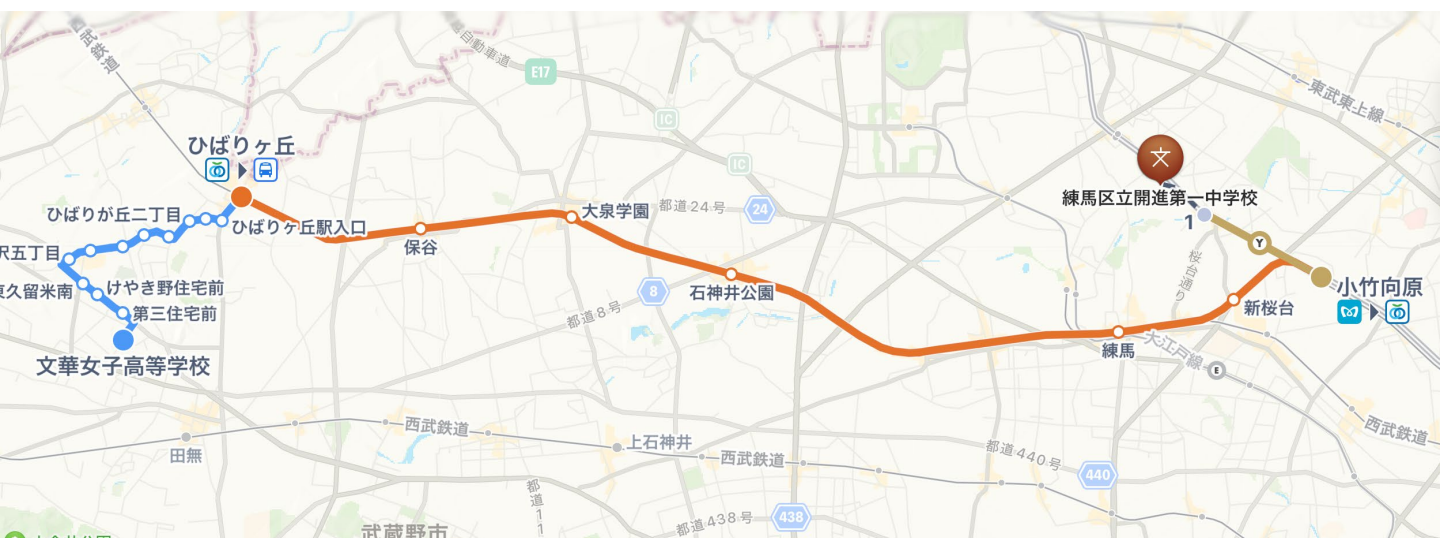 武鉄道
自動車道
E17
IC
IC
東武東上線
ひばりヶ丘
練馬区立開進第一中学校
1
Y
ひばりが丘二丁目
ひばりヶ丘駅入口
保谷
大泉学園
都道24号
24
桜台通り
沢五丁目
東久留米南
けやき野住宅前
第三住宅前
文華女子高等学校
8
都道8号
石神井公園
新桜台
小竹向原
練馬
大江戸線
E
西武鉄道
田無
西武鉄道
上石神井
西武鉄道
都道440号
440
都道11
武蔵野市
都道438号
438